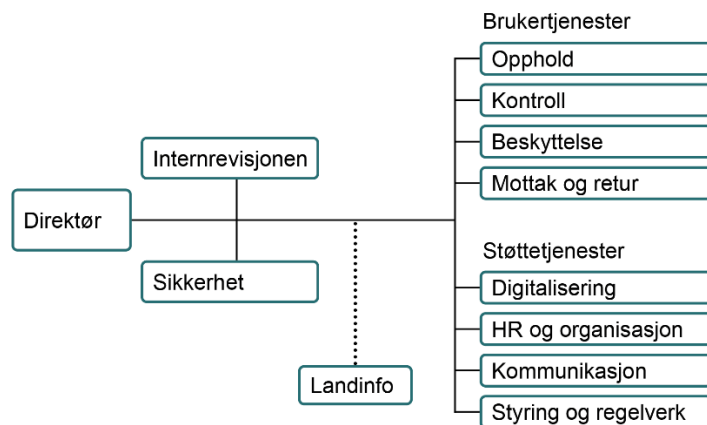 Direktør
Internrevisjonen
Sikkerhet
Landinfo
Brukertjenester
Opphold
Kontroll
Beskyttelse
Mottak og retur
Støttetjenester
Digitalisering
HR og organisasjon
Kommunikasjon
Styring og regelverk